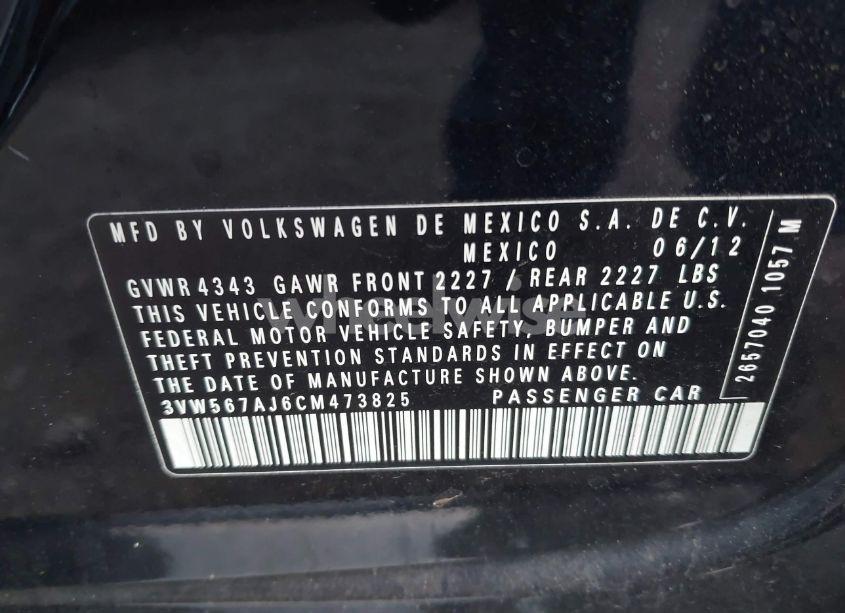 MFD BY VOLKSWAGEN DE MEXICO S.A. DE C.V.
MEXICO 06/12
GVWR 4343 GAWR FRONT 2227 / REAR 2227 LBS
THIS VEHICLE CONFORMS TO ALL APPLICABLE U.S.
FEDERAL MOTOR VEHICLE SAFETY, BUMPER AND
THEFT PREVENTION STANDARDS IN EFFECT ON
THE DATE OF MANUFACTURE SHOWN ABOVE.
3VW567AJ6CM473825 PASSENGER CAR
2657040 1057 M
wheelwise